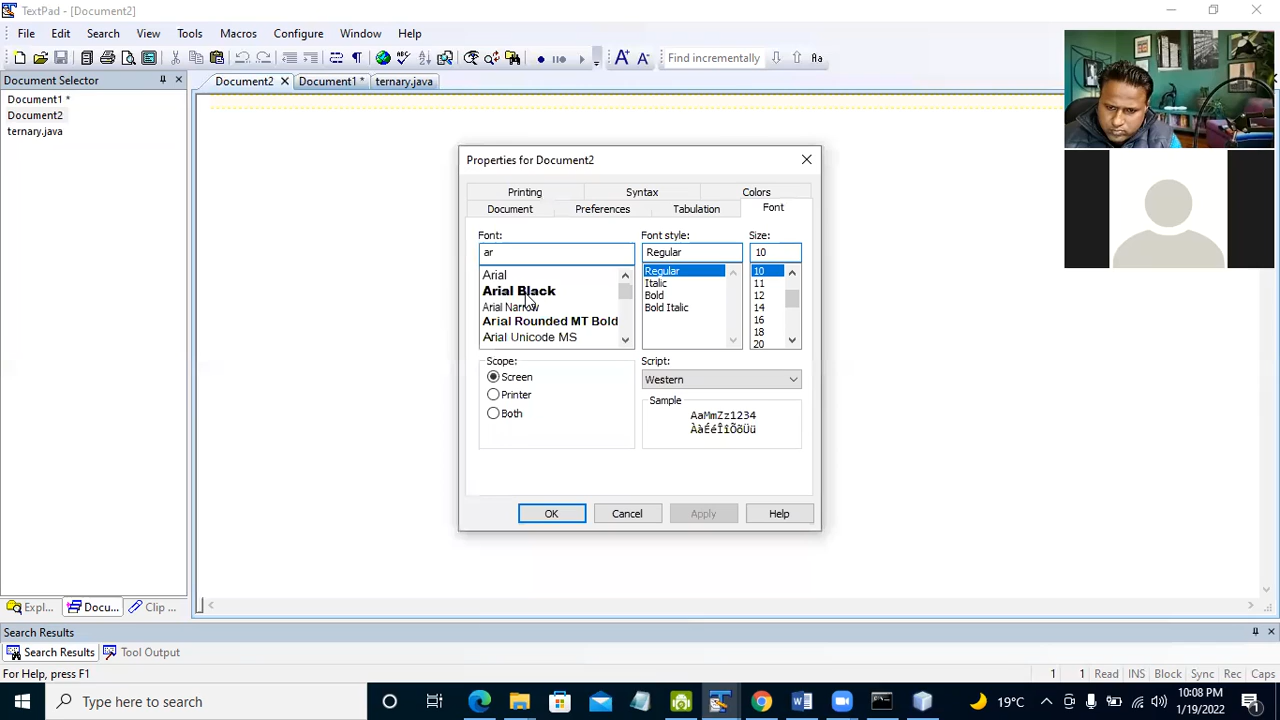 TextPad - [Document2]
File Edit Search View Tools Macros Configure Window Help
Find incrementally
Aa
Document Selector
Document2
Document1 *
ternary.java
Document1 *
Document2
ternary.java
Properties for Document2
Printing
Syntax
Colors
Document
Preferences
Tabulation
Font
Font:
Font style:
Size:
ar
Regular
10
Arial
Arial Black
Arial Narrow
Arial Rounded MT Bold
Arial Unicode MS
Regular
Italic
Bold
Bold Italic
10
11
12
14
16
18
20
Scope:
Screen
Printer
Both
Script:
Western
Sample
AaMmZz1234
ÀàÉéÎîÕõÜü
OK
Cancel
Apply
Help
Expl...
Docu...
Clip ...
Search Results
Search Results
Tool Output
For Help, press F1
1 1 Read INS Block Sync Rec Caps
Type here to search
19°C
10:08 PM
1/19/2022
1